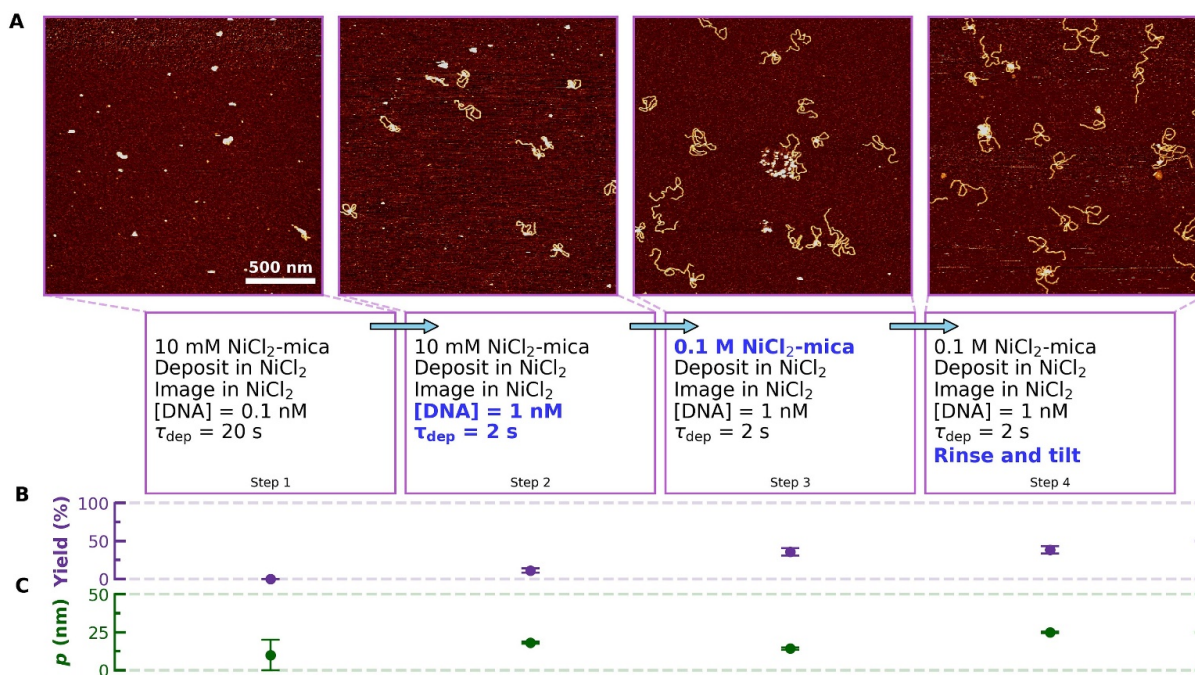 A
500 nm
10 mM NiCl₂-mica
Deposit in NiCl₂
Image in NiCl₂
[DNA] = 0.1 nM
τdep = 20 s
Step 1
10 mM NiCl₂-mica
Deposit in NiCl₂
Image in NiCl₂
[DNA] = 1 nM
τdep = 2 s
Step 2
0.1 M NiCl₂-mica
Deposit in NiCl₂
Image in NiCl₂
[DNA] = 1 nM
τdep = 2 s
Step 3
0.1 M NiCl₂-mica
Deposit in NiCl₂
Image in NiCl₂
[DNA] = 1 nM
τdep = 2 s
Rinse and tilt
Step 4
B
Yield (%)
100
50
0
C
p (nm)
50
25
0